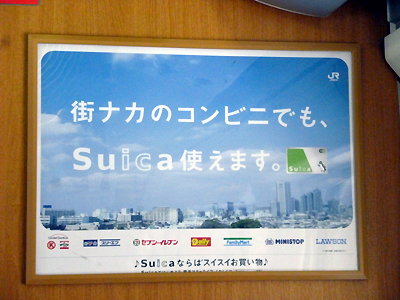 JR
街ナカのコンビニでも、
Suica使えます。
Suica
K セブン-イレブン Daily FamilyMart MINISTOP LAWSON
♪Suicaならば スイスイお買い物♪